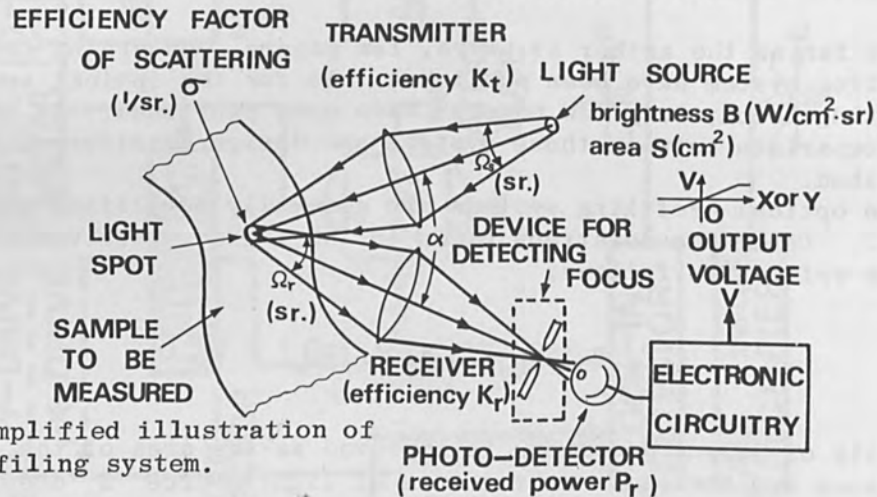 EFFICIENCY FACTOR
OF SCATTERING
σ
(1/sr.)
TRANSMITTER
(efficiency Kt)
LIGHT SOURCE
brightness B (W/cm²·sr)
area S (cm²)
Ωs
(sr.)
V
X or Y
O
OUTPUT
VOLTAGE
V
α
DEVICE FOR
DETECTING
FOCUS
LIGHT
SPOT
Ωr
(sr.)
SAMPLE
TO BE
MEASURED
RECEIVER
(efficiency Kr)
ELECTRONIC
CIRCUITRY
PHOTO-DETECTOR
(received power Pr)
mplified illustration of
filing system.